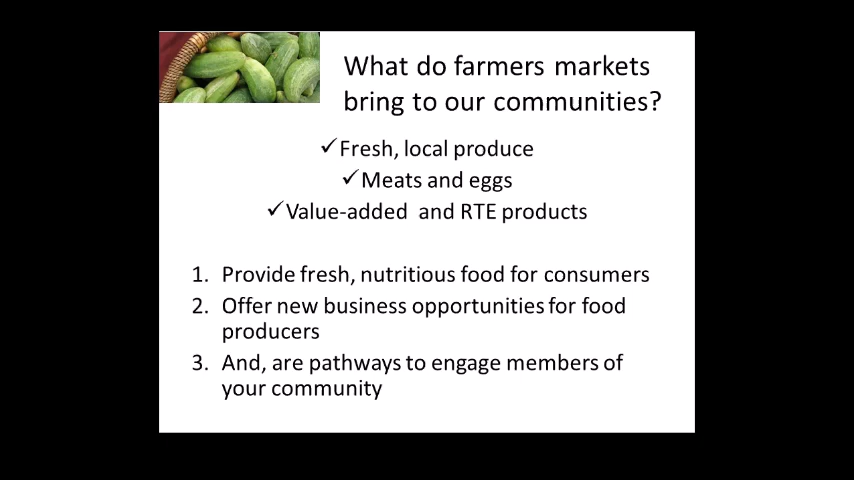 What do farmers markets
bring to our communities?
✓Fresh, local produce
✓Meats and eggs
✓Value-added and RTE products
1. Provide fresh, nutritious food for consumers
2. Offer new business opportunities for food
producers
3. And, are pathways to engage members of
your community